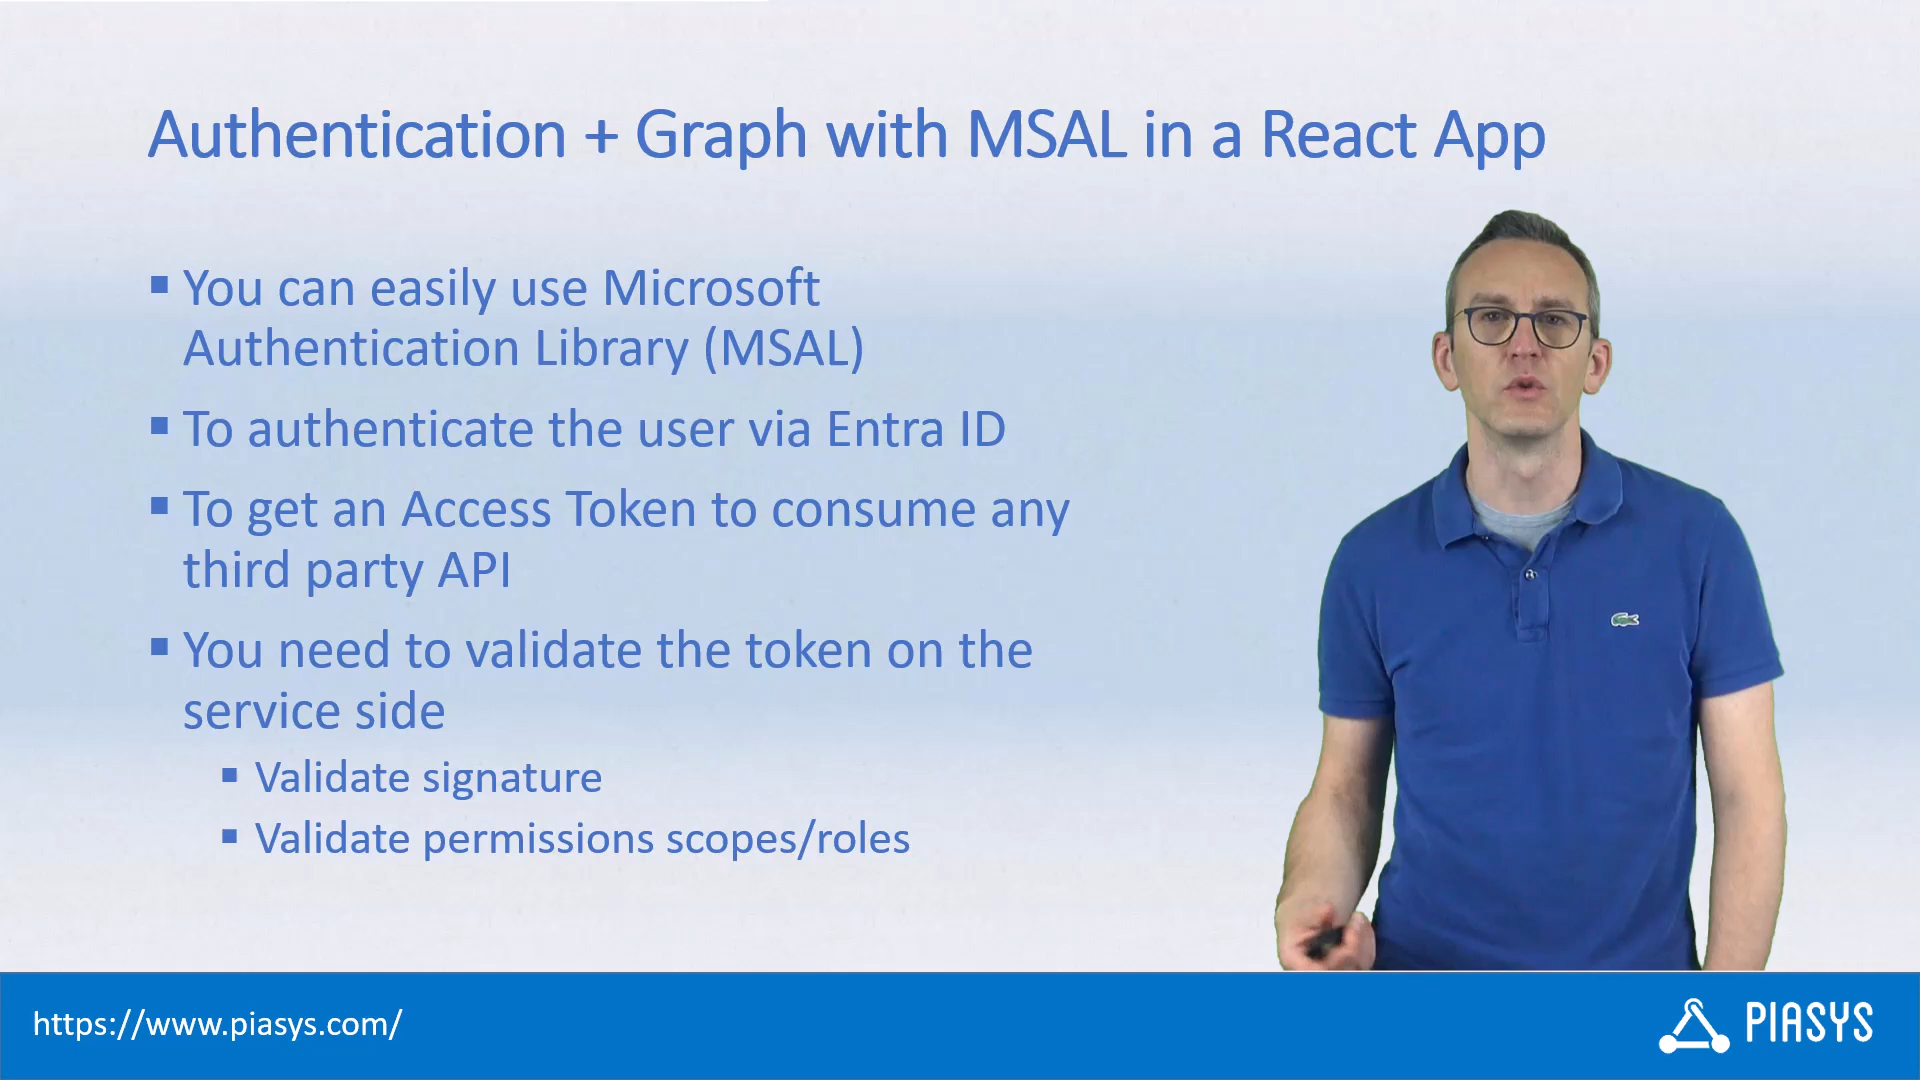 Authentication + Graph with MSAL in a React App
▪ You can easily use Microsoft
Authentication Library (MSAL)
▪ To authenticate the user via Entra ID
▪ To get an Access Token to consume any
third party API
▪ You need to validate the token on the
service side
▪ Validate signature
▪ Validate permissions scopes/roles
https://www.piasys.com/
PIASYS